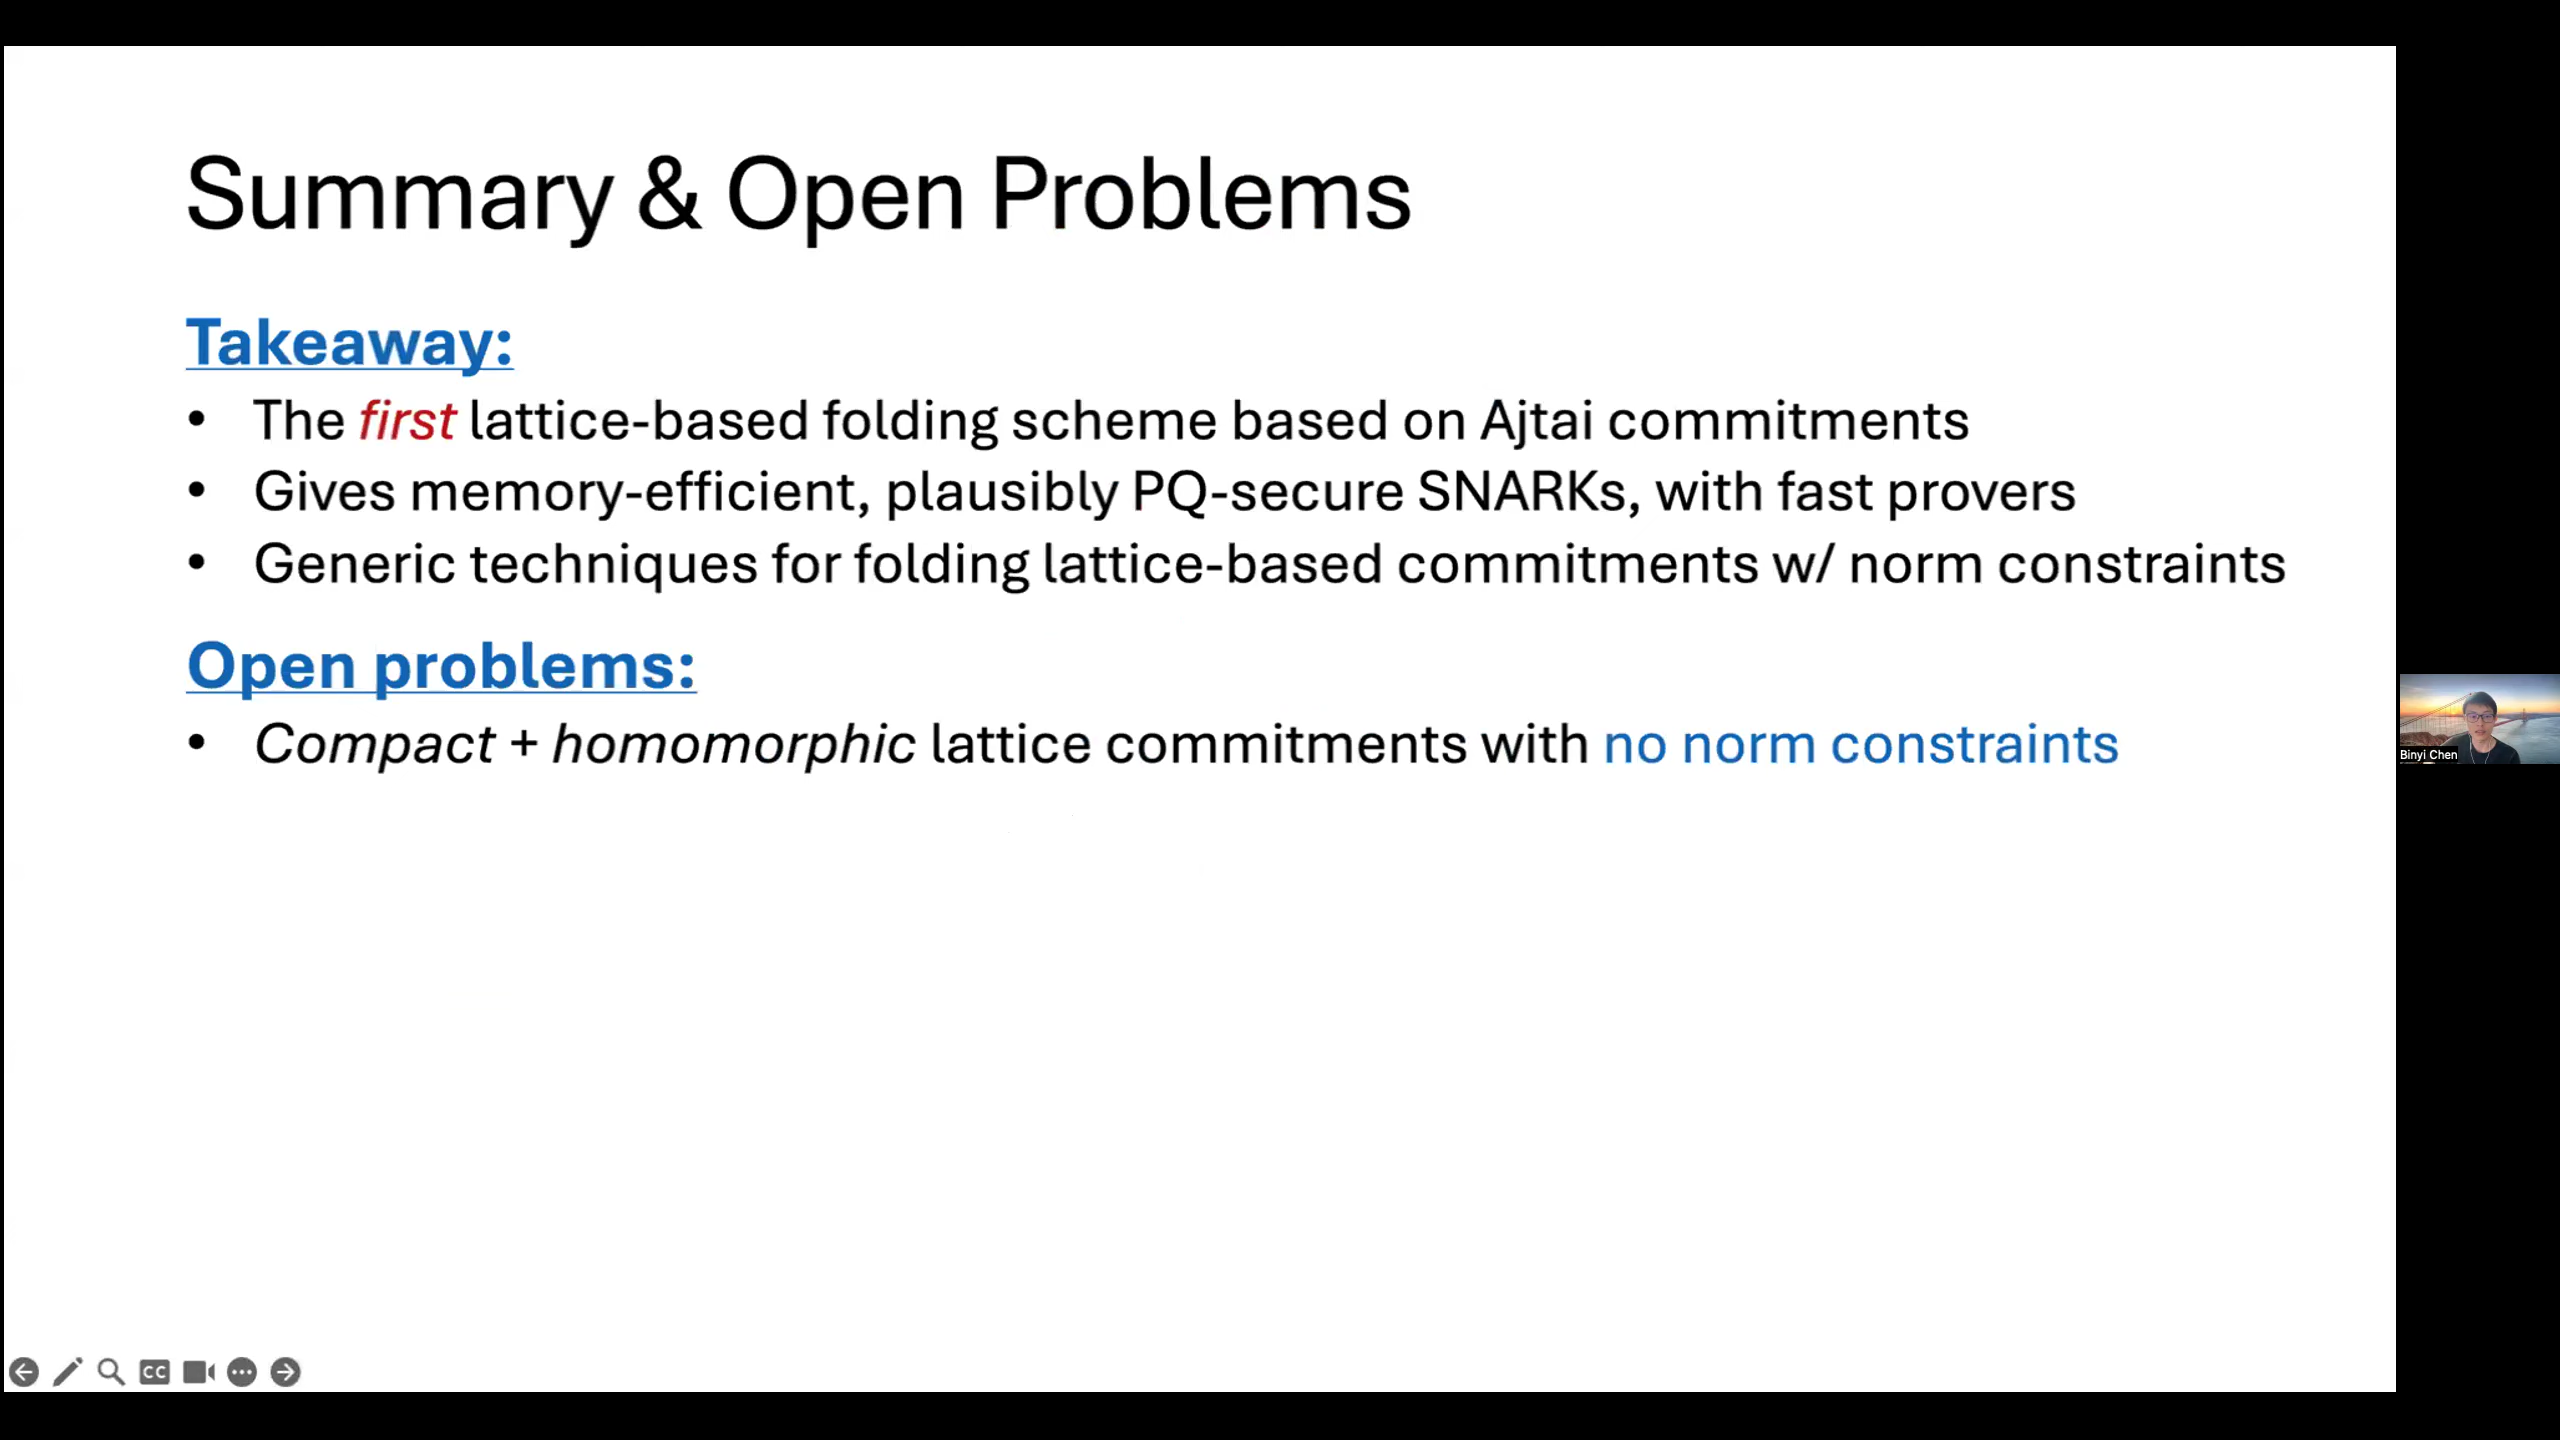 Summary & Open Problems
Takeaway:
• The first lattice-based folding scheme based on Ajtai commitments
• Gives memory-efficient, plausibly PQ-secure SNARKs, with fast provers
• Generic techniques for folding lattice-based commitments w/ norm constraints
Open problems:
• Compact + homomorphic lattice commitments with no norm constraints
Binyi Chen
CC